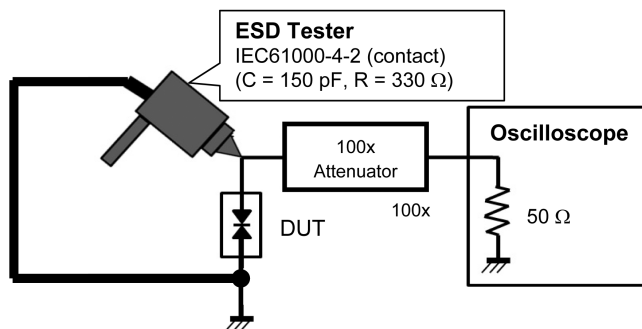 ESD Tester
IEC61000-4-2 (contact)
(C = 150 pF, R = 330 Ω)
100x
Attenuator
100x
Oscilloscope
50 Ω
DUT